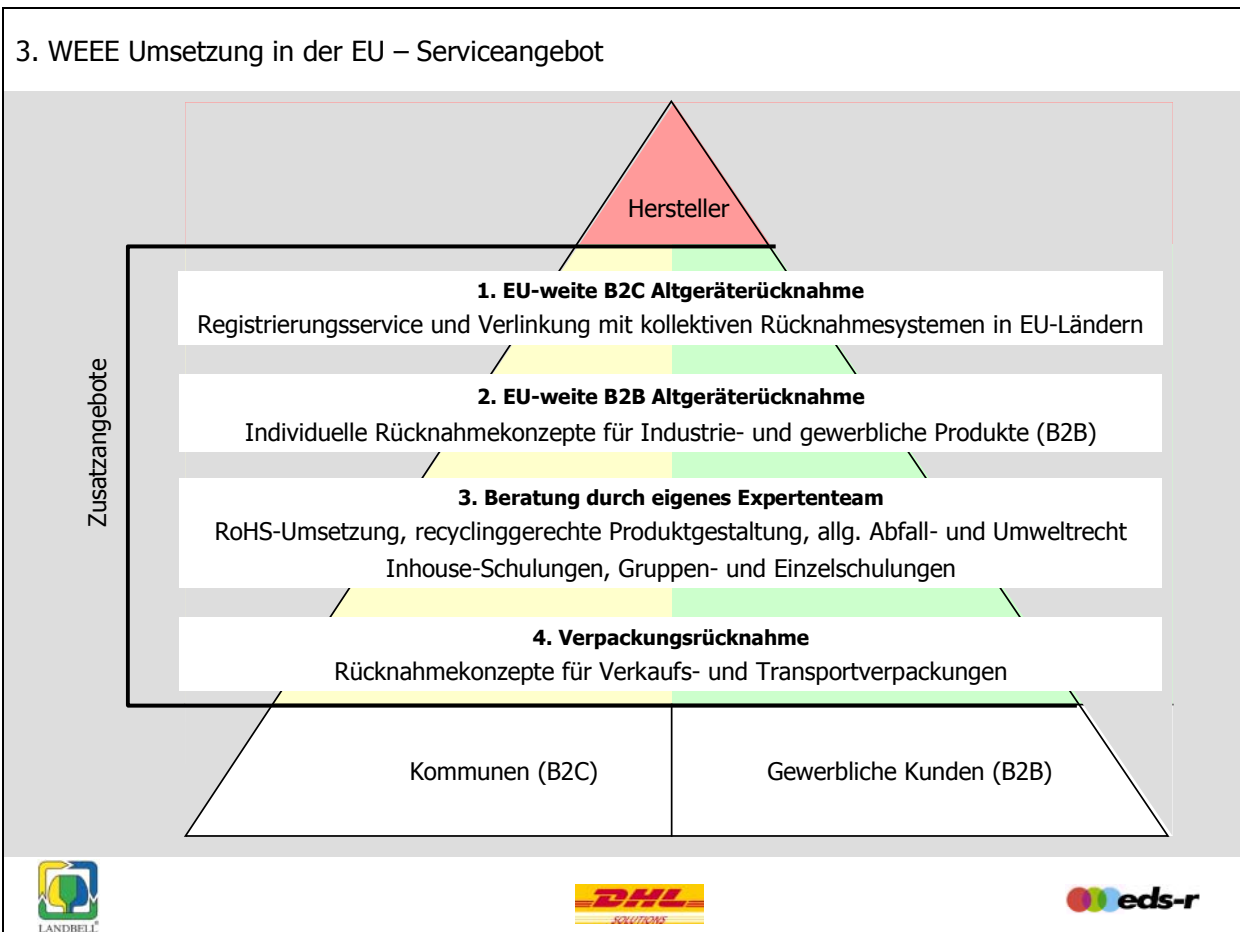 3. WEEE Umsetzung in der EU – Serviceangebot
Hersteller
Zusatzangebote
1. EU-weite B2C Altgeräterücknahme
Registrierungsservice und Verlinkung mit kollektiven Rücknahmesystemen in EU-Ländern
2. EU-weite B2B Altgeräterücknahme
Individuelle Rücknahmekonzepte für Industrie- und gewerbliche Produkte (B2B)
3. Beratung durch eigenes Expertenteam
RoHS-Umsetzung, recyclinggerechte Produktgestaltung, allg. Abfall- und Umweltrecht
Inhouse-Schulungen, Gruppen- und Einzelschulungen
4. Verpackungsrücknahme
Rücknahmekonzepte für Verkaufs- und Transportverpackungen
Kommunen (B2C)
Gewerbliche Kunden (B2B)
LANDBELL®
DHL
SOLUTIONS
eds-r